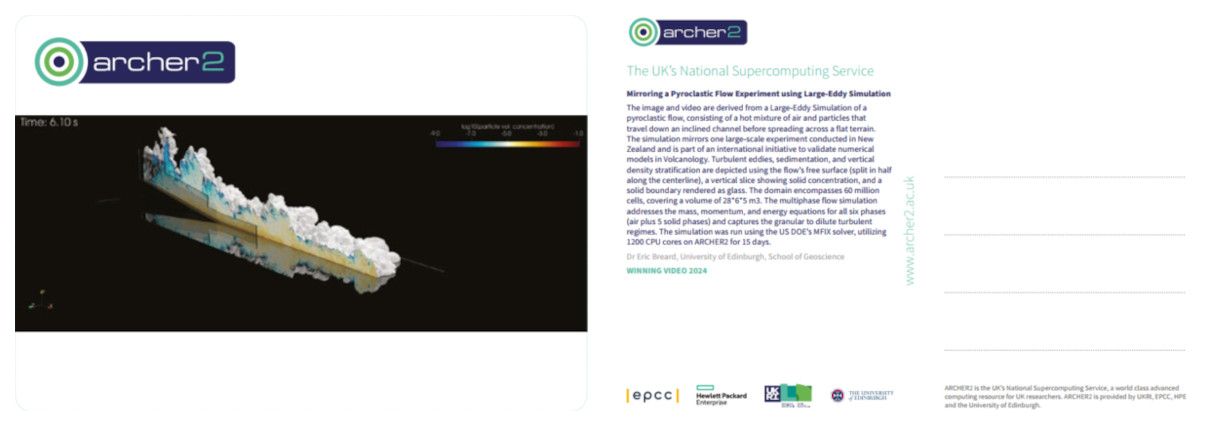 archer2
Time: 6.10 s
log10(particle vol. concentration)
-9.0 -7.0 -5.0 -3.0 -1.0
archer2
The UK's National Supercomputing Service
Mirroring a Pyroclastic Flow Experiment using Large-Eddy Simulation
The image and video are derived from a Large-Eddy Simulation of a
pyroclastic flow, consisting of a hot mixture of air and particles that
travel down an inclined channel before spreading across a flat terrain.
The simulation mirrors one large-scale experiment conducted in New
Zealand and is part of an international initiative to validate numerical
models in Volcanology. Turbulent eddies, sedimentation, and vertical
density stratification are depicted using the flow's free surface (split in half
along the centerline), a vertical slice showing solid concentration, and a
solid boundary rendered as glass. The domain encompasses 60 million
cells, covering a volume of 28*6*5 m3. The multiphase flow simulation
addresses the mass, momentum, and energy equations for all six phases
(air plus 5 solid phases) and captures the granular to dilute turbulent
regimes. The simulation was run using the US DOE's MFIX solver, utilizing
1200 CPU cores on ARCHER2 for 15 days.
Dr Eric Breard, University of Edinburgh, School of Geoscience
WINNING VIDEO 2024
www.archer2.ac.uk
epcc
Hewlett Packard
Enterprise
UKRI
THE UNIVERSITY
of EDINBURGH
ARCHER2 is the UK's National Supercomputing Service, a world class advanced
computing resource for UK researchers. ARCHER2 is provided by UKRI, EPCC, HPE
and the University of Edinburgh.